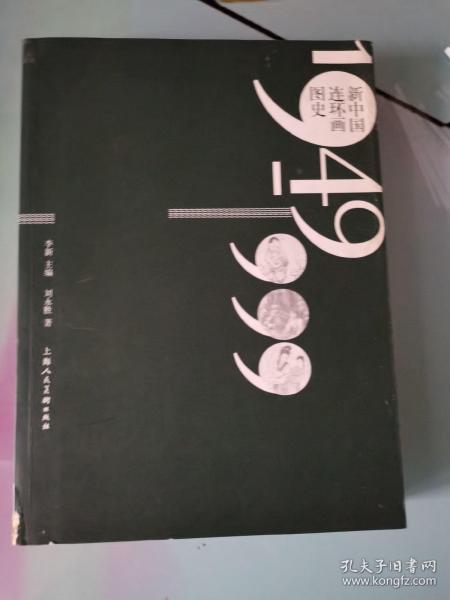 新中国
连环画
图史
1949
—
1999
李新 主编 刘永胜 著
上海人民美术出版社
孔夫子旧书网
www.kongfz.com